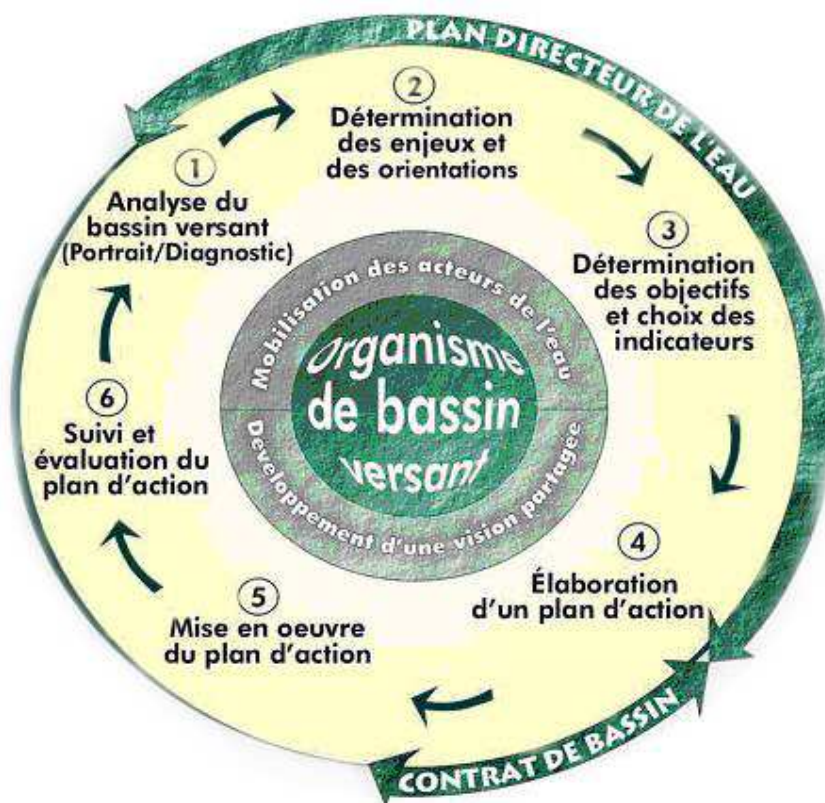 PLAN DIRECTEUR DE L'EAU
1
Analyse du
bassin versant
(Portrait/Diagnostic)
2
Détermination
des enjeux et
des orientations
3
Détermination
des objectifs
et choix des
indicateurs
4
Élaboration
d'un plan d'action
5
Mise en oeuvre
du plan d'action
6
Suivi et
évaluation du
plan d'action
Mobilisation des acteurs de l'eau
Organisme
de bassin
versant
Développement d'une vision partagée
CONTRAT DE BASSIN